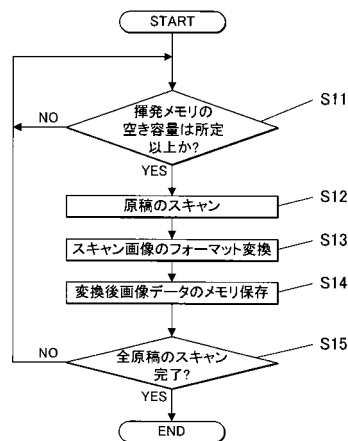 START
NO
揮発メモリの
空き容量は所定
以上か?
S11
YES
原稿のスキャン
S12
スキャン画像のフォーマット変換
S13
変換後画像データのメモリ保存
S14
NO
全原稿のスキャン
完了?
S15
YES
END